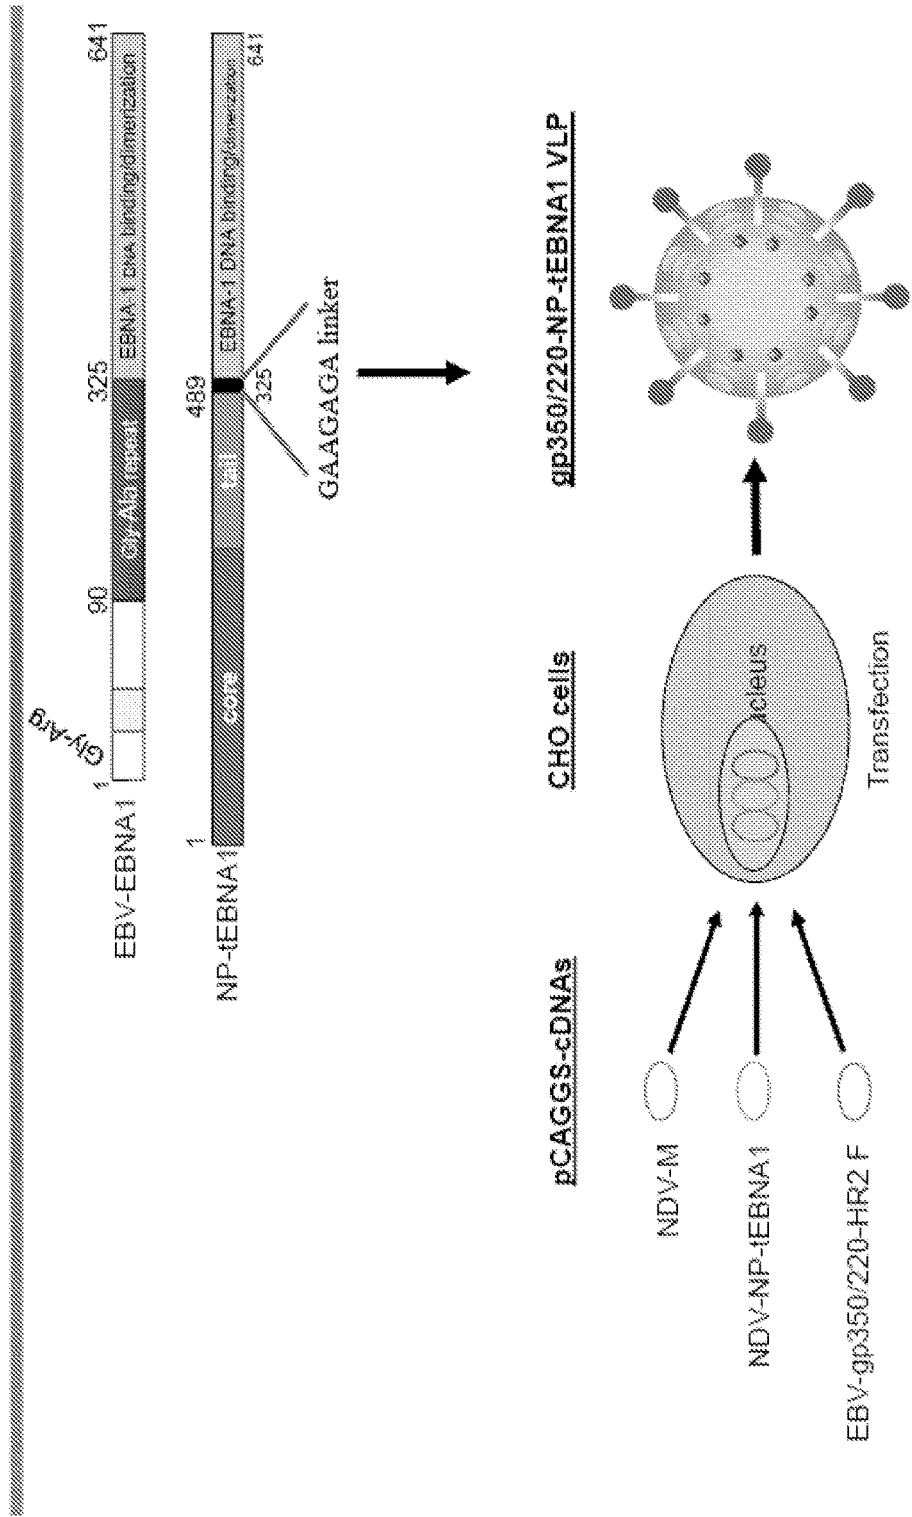 Gly-Arg
1 90 325 641
EBV-EBNA1
Gly-Ala repeat
EBNA-1 DNA binding/dimerization
1 489
NP-tEBNA1
core
tail
EBNA-1 DNA binding/dimerization
325 641
GAAGAGA linker
pCAGGS-cDNAs
CHO cells
gp350/220-NP-tEBNA1 VLP
NDV-M
NDV-NP-tEBNA1
EBV-gp350/220-HR2 F
ucleus
Transfection